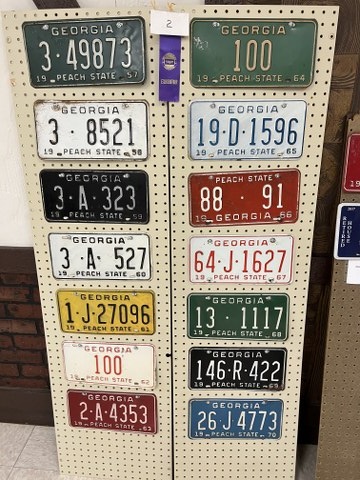 2
GEORGIA
3·49873
19 PEACH STATE 57
GEORGIA
3·8521
19 PEACH STATE 58
GEORGIA
3·A·323
59 PEACH STATE 59
GEORGIA
3·A 527
19 PEACH STATE 60
GEORGIA
1·J·27096
19 PEACH STATE 61
GEORGIA
100
19 PEACH STATE 62
GEORGIA
2·A·4353
19 PEACH STATE 63
GEORGIA
100
19 PEACH STATE 64
GEORGIA
19·D·1596
19 PEACH STATE 65
PEACH STATE
88·91
19 GEORGIA 66
GEORGIA
64·J·1627
19 PEACH STATE 67
GEORGIA
13·1117
19 PEACH STATE 68
GEORGIA
146·R·422
19 PEACH STATE 69
GEORGIA
26 J 4773
19 PEACH STATE 70
HOUSE
RETIRED